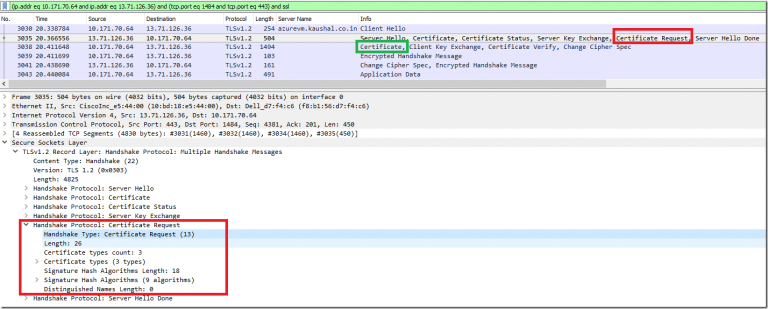 (ip.addr eq 10.171.70.64 and ip.addr eq 13.71.126.36) and (tcp.port eq 1484 and tcp.port eq 443) and ssl
No. Time Source Destination Protocol Length Server Name Info
3030 20.338784 10.171.70.64 13.71.126.36 TLSv1.2 254 azurevm.kaushal.co.in Client Hello
3035 20.395556 13.71.126.36 10.171.70.64 TLSv1.2 504 Server Hello, Certificate, Certificate Status, Server Key Exchange, Certificate Request, Server Hello Done
3038 20.411648 10.171.70.64 13.71.126.36 TLSv1.2 1494 Certificate, Client Key Exchange, Certificate Verify, Change Cipher Spec
3039 20.411699 10.171.70.64 13.71.126.36 TLSv1.2 103 Encrypted Handshake Message
3041 20.438690 13.71.126.36 10.171.70.64 TLSv1.2 161 Change Cipher Spec, Encrypted Handshake Message
3043 20.440084 10.171.70.64 13.71.126.36 TLSv1.2 491 Application Data
Frame 3035: 504 bytes on wire (4032 bits), 504 bytes captured (4032 bits) on interface 0
Ethernet II, Src: CiscoInc_e5:44:00 (10:bd:18:e5:44:00), Dst: Dell_d7:f4:c6 (f8:b1:56:d7:f4:c6)
Internet Protocol Version 4, Src: 13.71.126.36, Dst: 10.171.70.64
Transmission Control Protocol, Src Port: 443, Dst Port: 1484, Seq: 4381, Ack: 201, Len: 450
[4 Reassembled TCP Segments (4830 bytes): #3031(1460), #3032(1460), #3034(1460), #3035(450)]
Secure Sockets Layer
TLSv1.2 Record Layer: Handshake Protocol: Multiple Handshake Messages
Content Type: Handshake (22)
Version: TLS 1.2 (0x0303)
Length: 4825
Handshake Protocol: Server Hello
Handshake Protocol: Certificate
Handshake Protocol: Certificate Status
Handshake Protocol: Server Key Exchange
Handshake Protocol: Certificate Request
Handshake Type: Certificate Request (13)
Length: 26
Certificate types count: 3
Certificate types (3 types)
Signature Hash Algorithms Length: 18
Signature Hash Algorithms (9 algorithms)
Distinguished Names Length: 0
Handshake Protocol: Server Hello Done